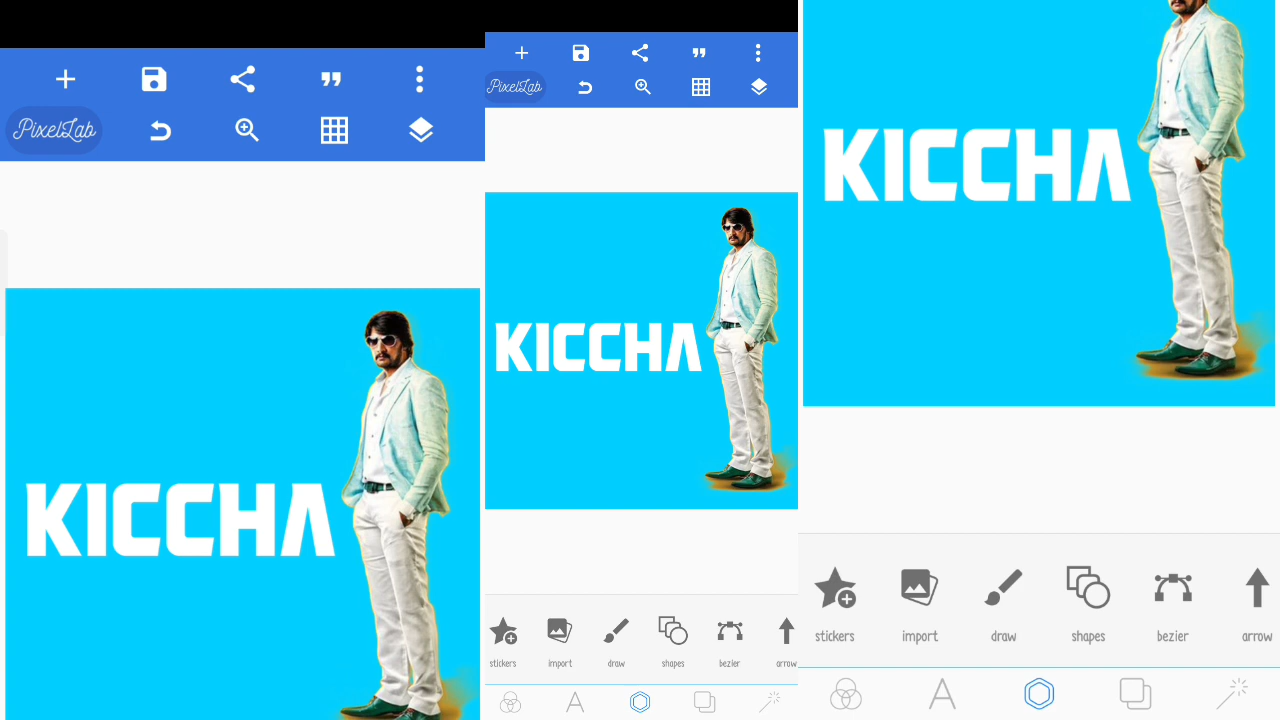 PixelLab
KICCHA
PixelLab
KICCHA
stickers import draw shapes bezier arrow
KICCHA
stickers import draw shapes bezier arrow